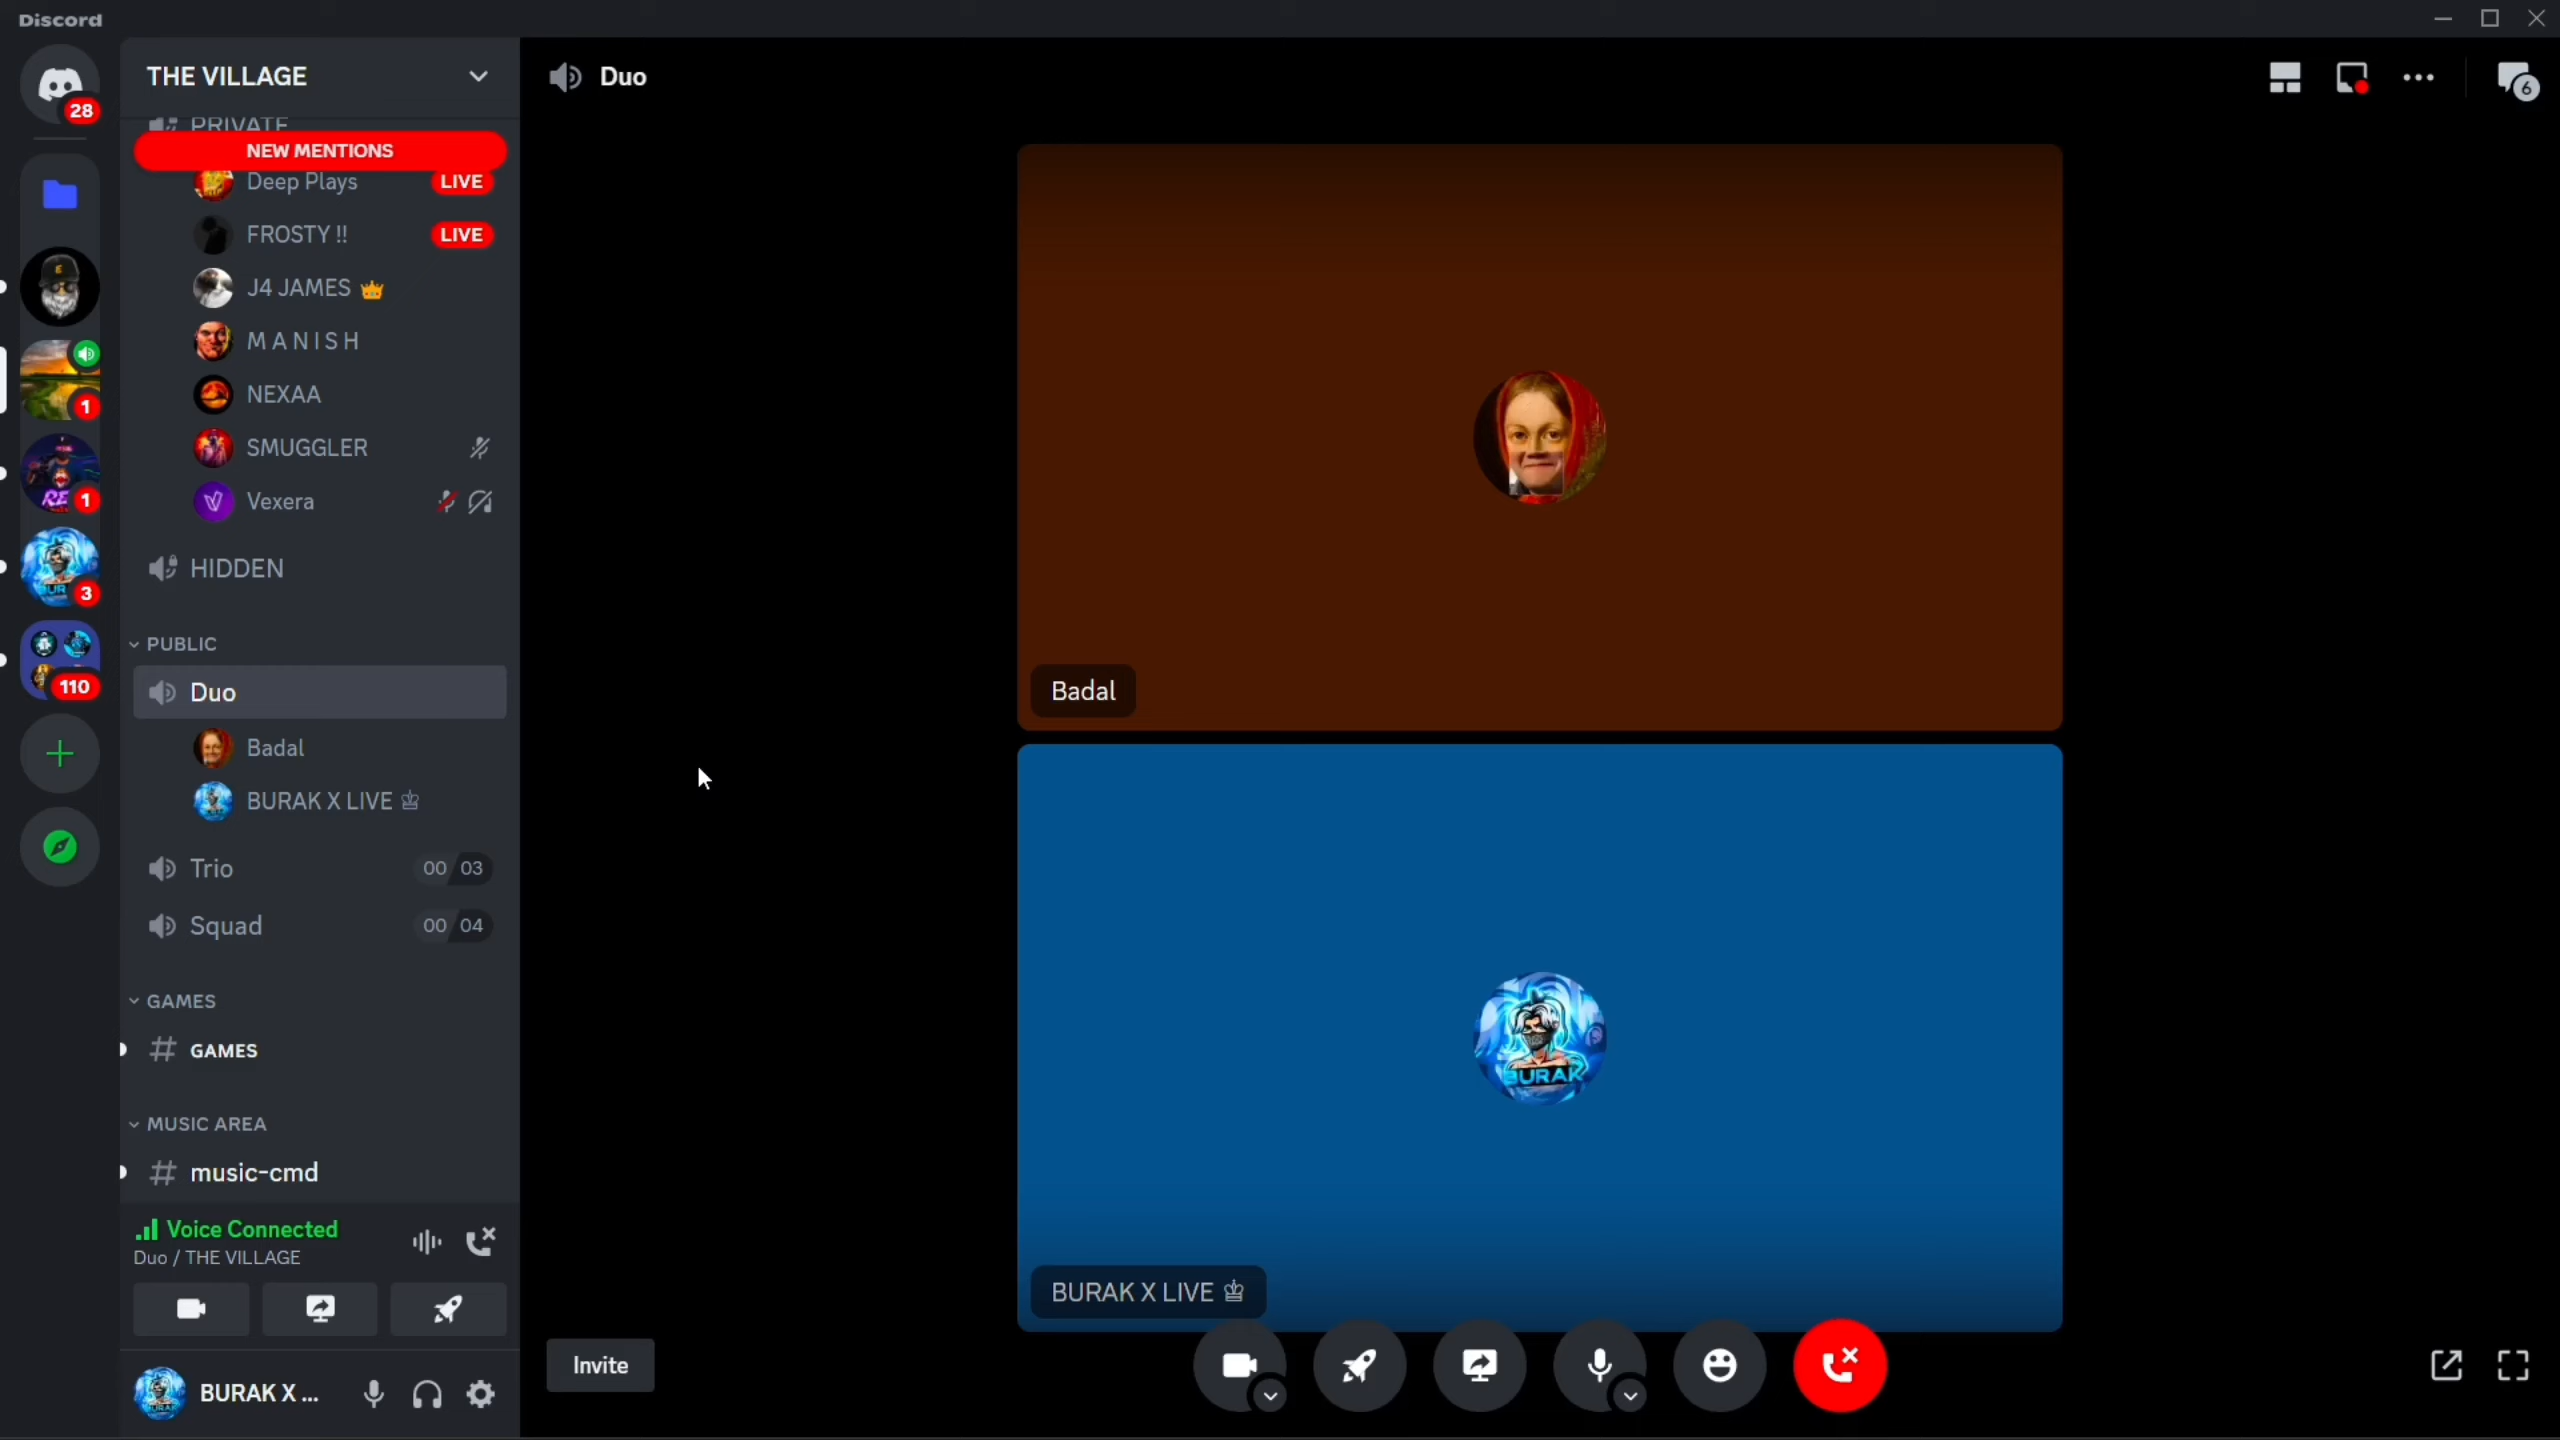 Discord
28
1
1
3
110
THE VILLAGE
PRIVATE
NEW MENTIONS
Deep Plays LIVE
FROSTY !! LIVE
J4 JAMES 👑
M A N I S H
NEXAA
SMUGGLER
Vexera
HIDDEN
PUBLIC
Duo
Badal
BURAK X LIVE ♔
Trio 00 03
Squad 00 04
GAMES
# GAMES
MUSIC AREA
# music-cmd
Voice Connected
Duo / THE VILLAGE
BURAK X ...
Duo
6
Badal
BURAK
BURAK X LIVE ♔
Invite